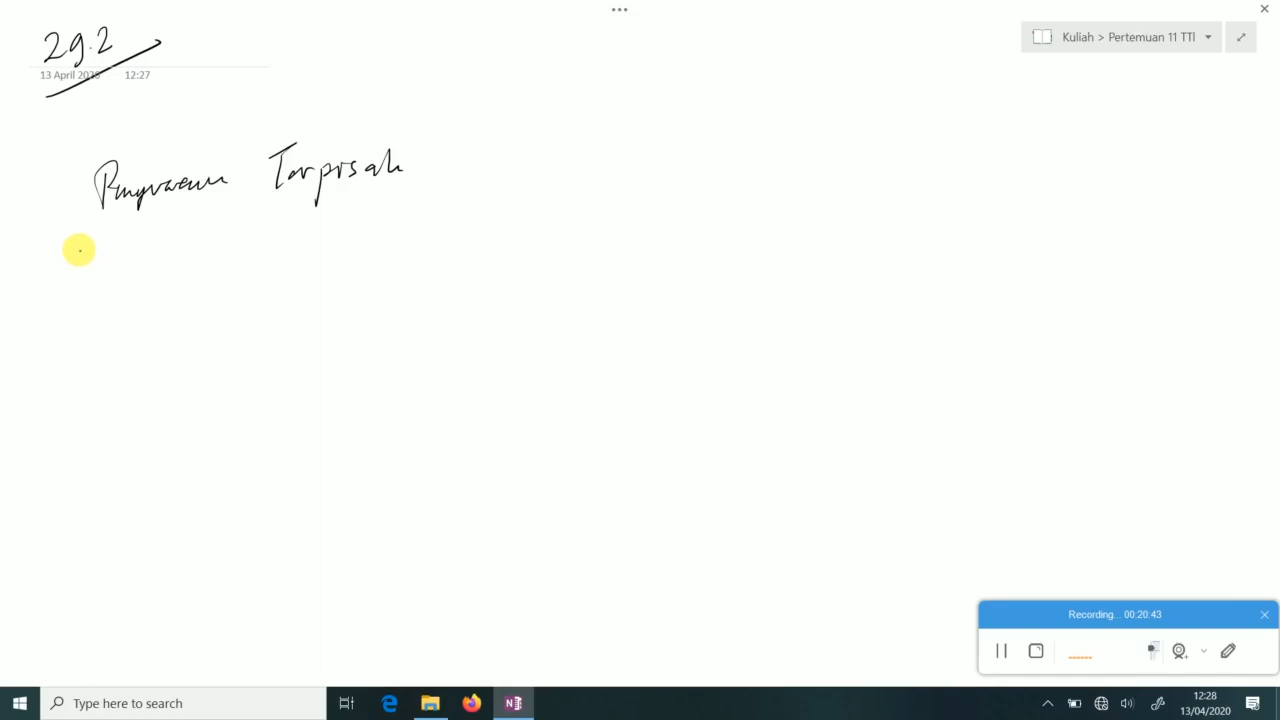 29.2
Kuliah > Pertemuan 11 TTI
13 April 2020 12:27
Terpisah
Recording... 00:20:43
Type here to search
12:28
13/04/2020